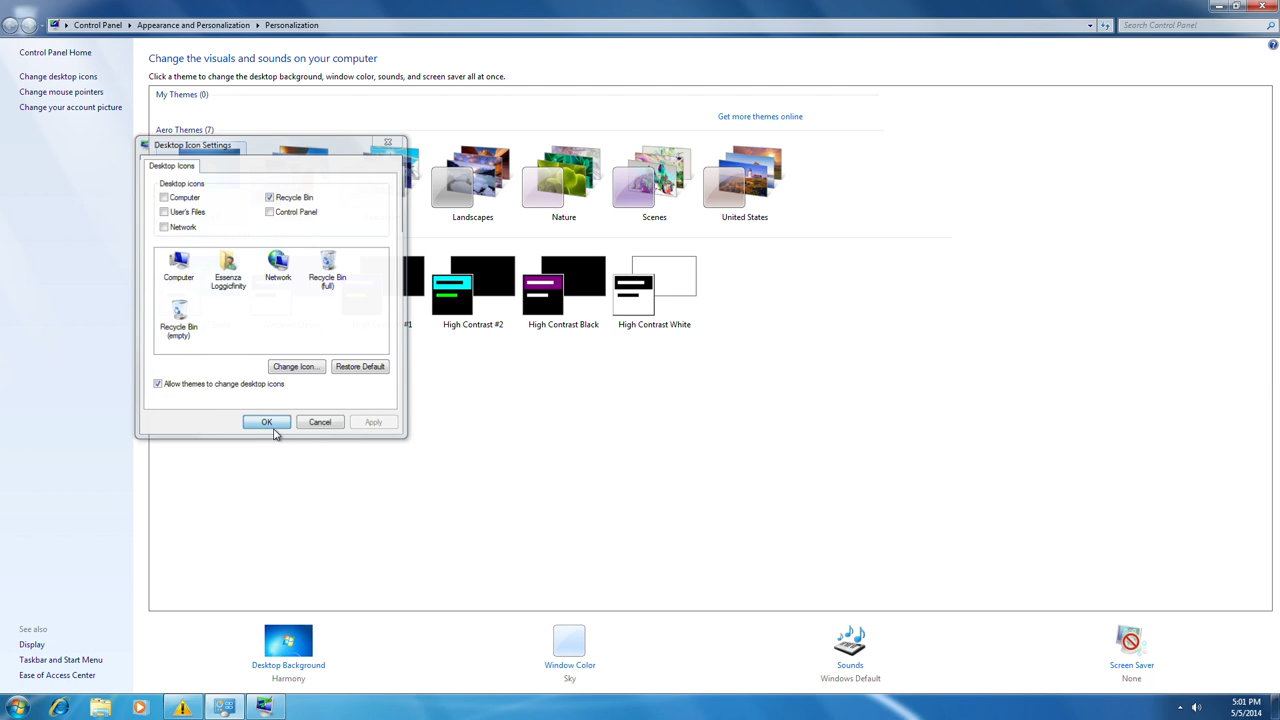 Control Panel
Appearance and Personalization
Personalization
Search Control Panel
Control Panel Home
Change desktop icons
Change mouse pointers
Change your account picture
Change the visuals and sounds on your computer
Click a theme to change the desktop background, window color, sounds, and screen saver all at once.
My Themes (0)
Get more themes online
Aero Themes (7)
Landscapes
Nature
Scenes
United States
#1
High Contrast #2
High Contrast Black
High Contrast White
Desktop Icon Settings
Desktop Icons
Desktop icons
Computer
Recycle Bin
User's Files
Control Panel
Network
Computer
Essenza
Loggicfinity
Network
Recycle Bin
(full)
Recycle Bin
(empty)
Change Icon...
Restore Default
Allow themes to change desktop icons
OK
Cancel
Apply
See also
Display
Taskbar and Start Menu
Ease of Access Center
Desktop Background
Harmony
Window Color
Sky
Sounds
Windows Default
Screen Saver
None
5:01 PM
5/5/2014